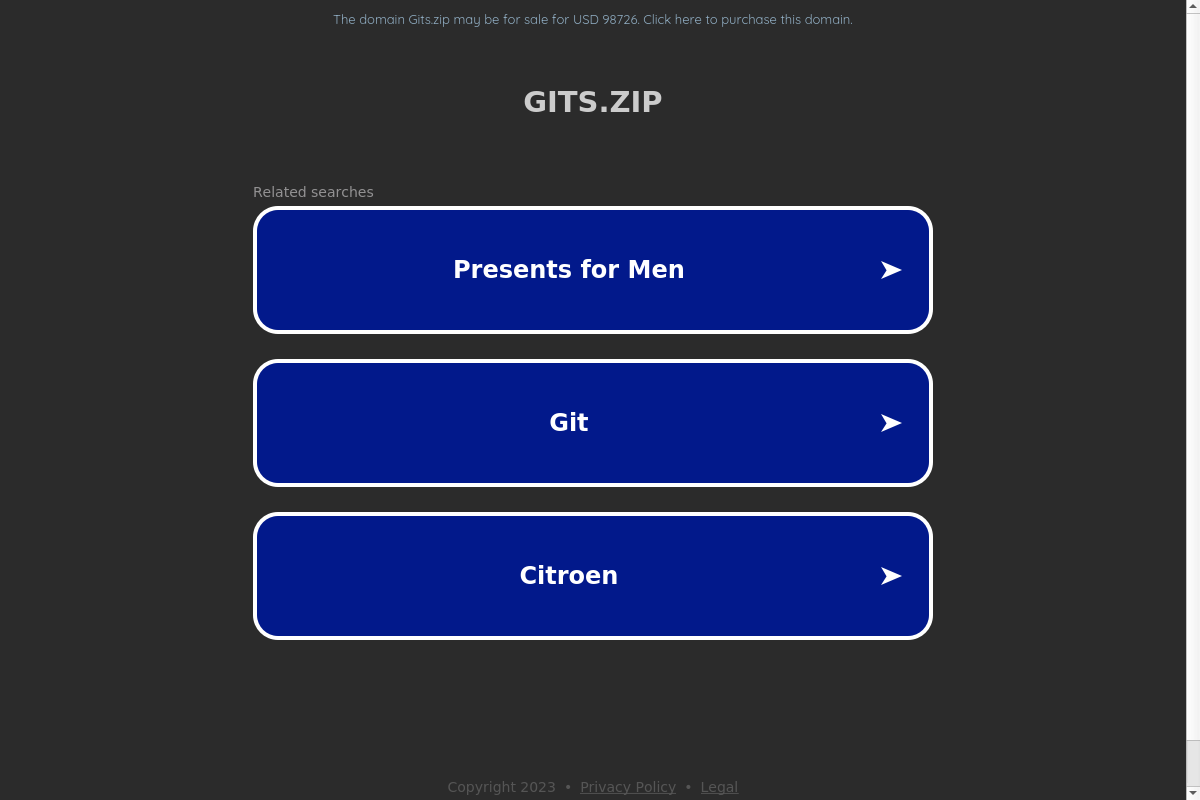 The domain Gits.zip may be for sale for USD 98726. Click here to purchase this domain.
GITS.ZIP
Related searches
Presents for Men
Git
Citroen
Copyright 2023 • Privacy Policy • Legal